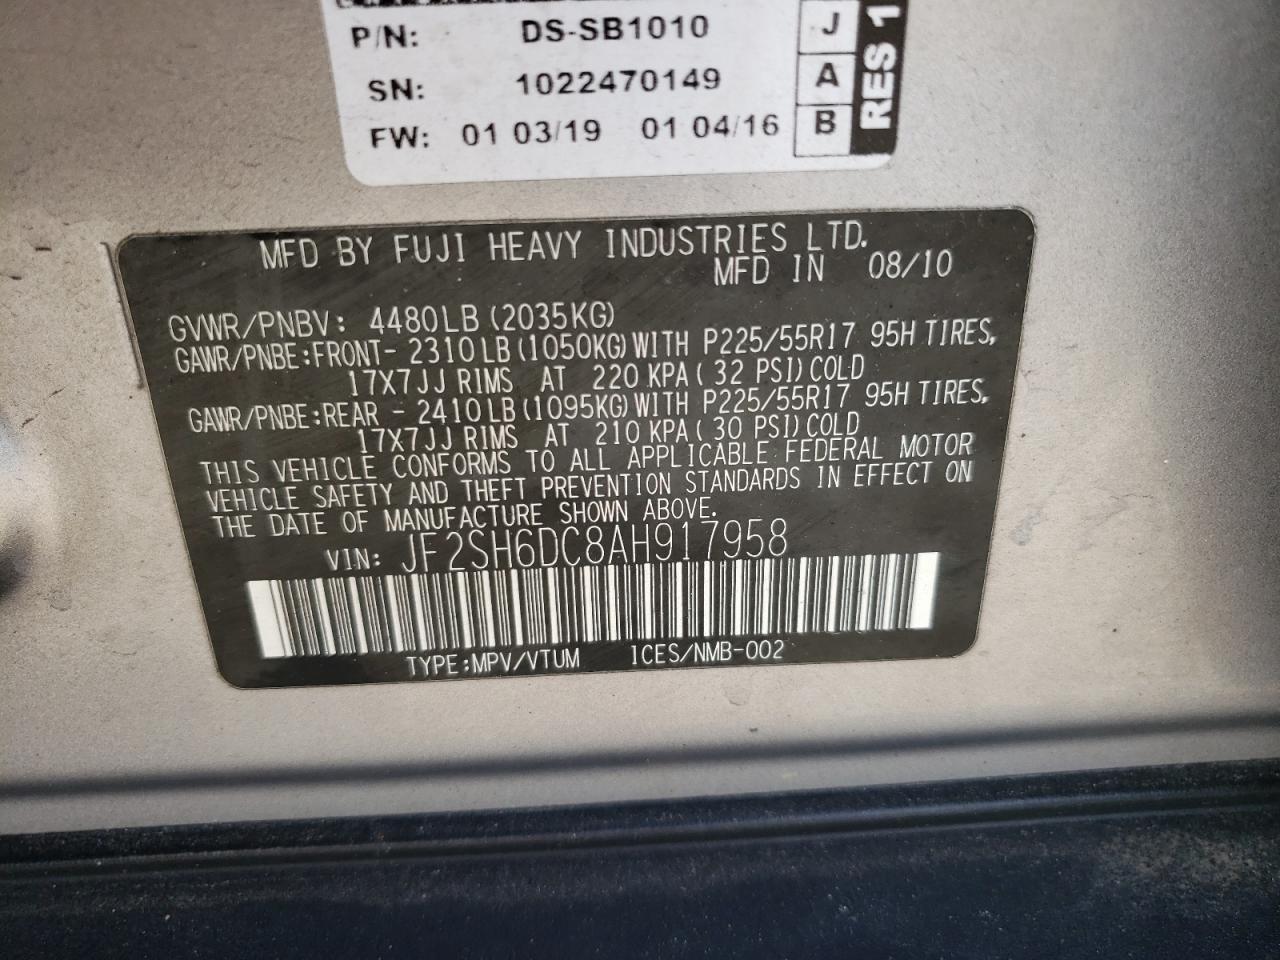 P/N: DS-SB1010 J
SN: 1022470149 A
FW: 01 03/19 01 04/16 B
RES 1
MFD BY FUJI HEAVY INDUSTRIES LTD.
MFD IN 08/10
GVWR/PNBV: 4480LB (2035KG)
GAWR/PNBE:FRONT- 2310LB (1050KG) WITH P225/55R17 95H TIRES,
17X7JJ RIMS AT 220 KPA ( 32 PSI) COLD
GAWR/PNBE:REAR - 2410LB (1095KG) WITH P225/55R17 95H TIRES,
17X7JJ RIMS AT 210 KPA ( 30 PSI) COLD
THIS VEHICLE CONFORMS TO ALL APPLICABLE FEDERAL MOTOR
VEHICLE SAFETY AND THEFT PREVENTION STANDARDS IN EFFECT ON
THE DATE OF MANUFACTURE SHOWN ABOVE.
VIN: JF2SH6DC8AH917958
TYPE:MPV/VTUM ICES/NMB-002